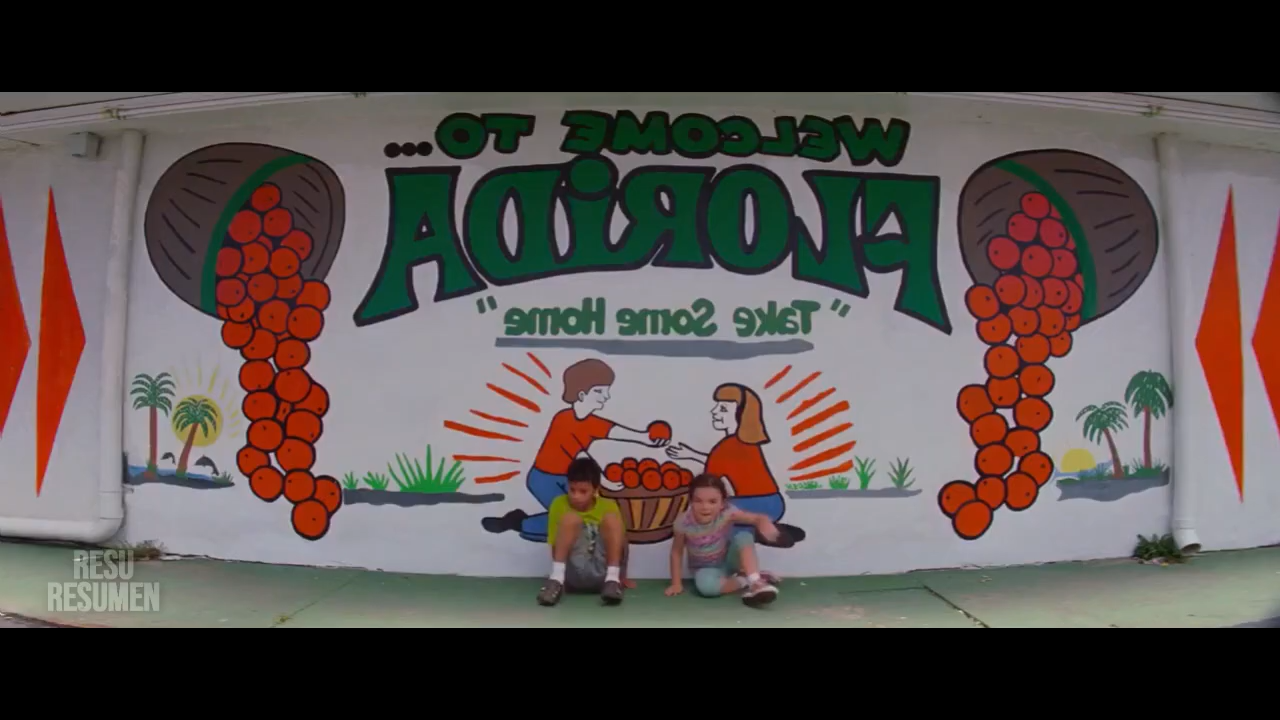 WELCOME TO...
FLORiDA
"Take Some Home"
RESU
RESUMEN